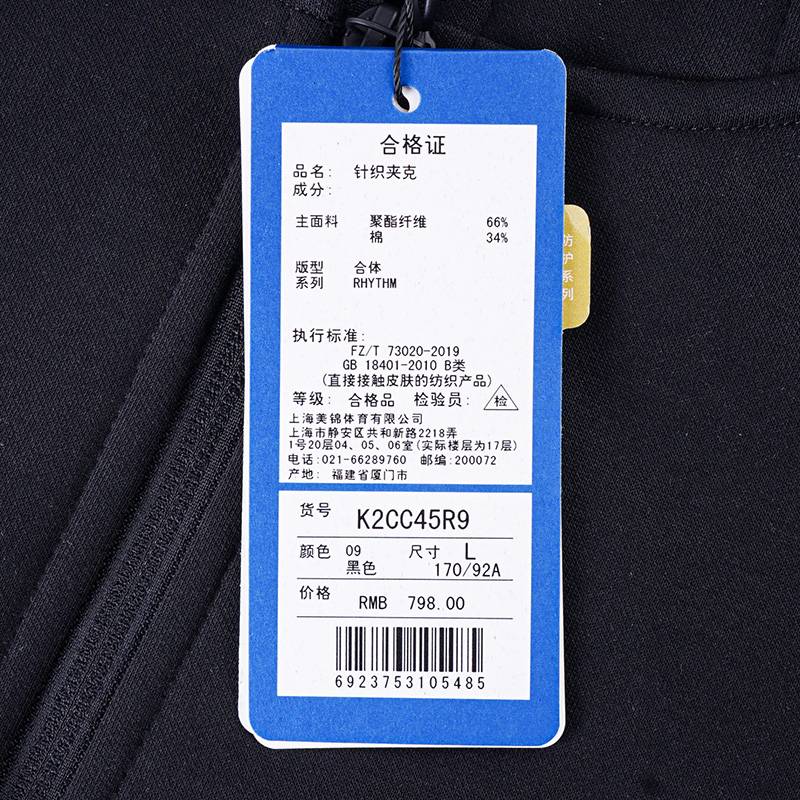 合格证
品名: 针织夹克
成分:
主面料 聚酯纤维 66%
棉 34%
版型 合体
系列 RHYTHM
执行标准:
FZ/T 73020-2019
GB 18401-2010 B类
(直接接触皮肤的纺织产品)
等级: 合格品 检验员: 检
上海美锦体育有限公司
上海市静安区共和新路2218弄
1号20层04、05、06室(实际楼层为17层)
电话:021-66289760 邮编:200072
产地: 福建省厦门市
货号 K2CC45R9
颜色 09 尺寸 L
黑色 170/92A
价格 RMB 798.00
6923753105485
防护系列